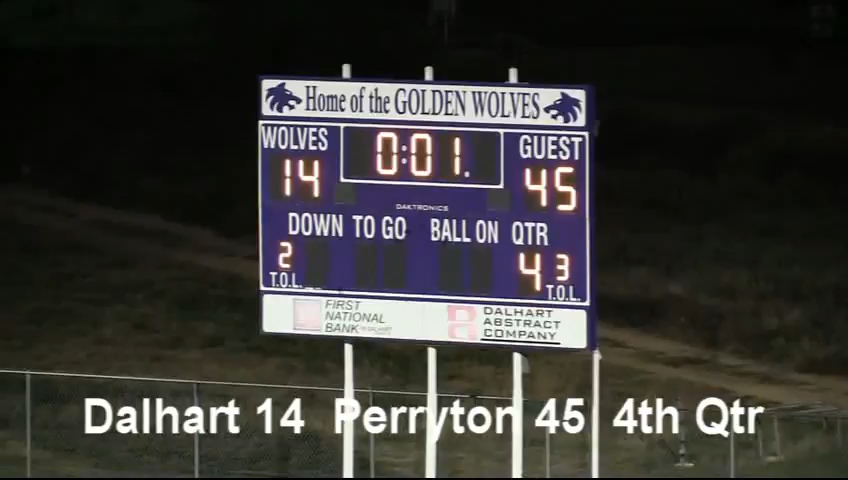 Home of the GOLDEN WOLVES
WOLVES 0:01. GUEST
14 45
DAKTRONICS
DOWN TO GO BALL ON QTR
2 4 3
T.O.L. T.O.L.
FIRST NATIONAL BANK
DALHART ABSTRACT COMPANY
Dalhart 14 Perryton 45 4th Qtr